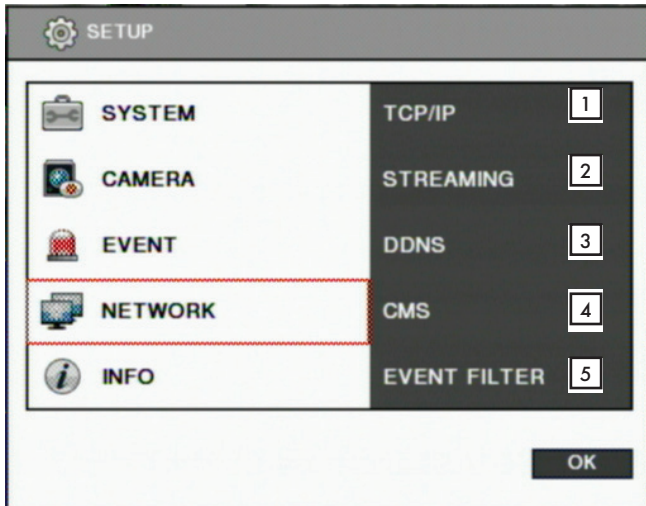 SETUP
SYSTEM TCP/IP 1
CAMERA STREAMING 2
EVENT DDNS 3
NETWORK CMS 4
INFO EVENT FILTER 5
OK